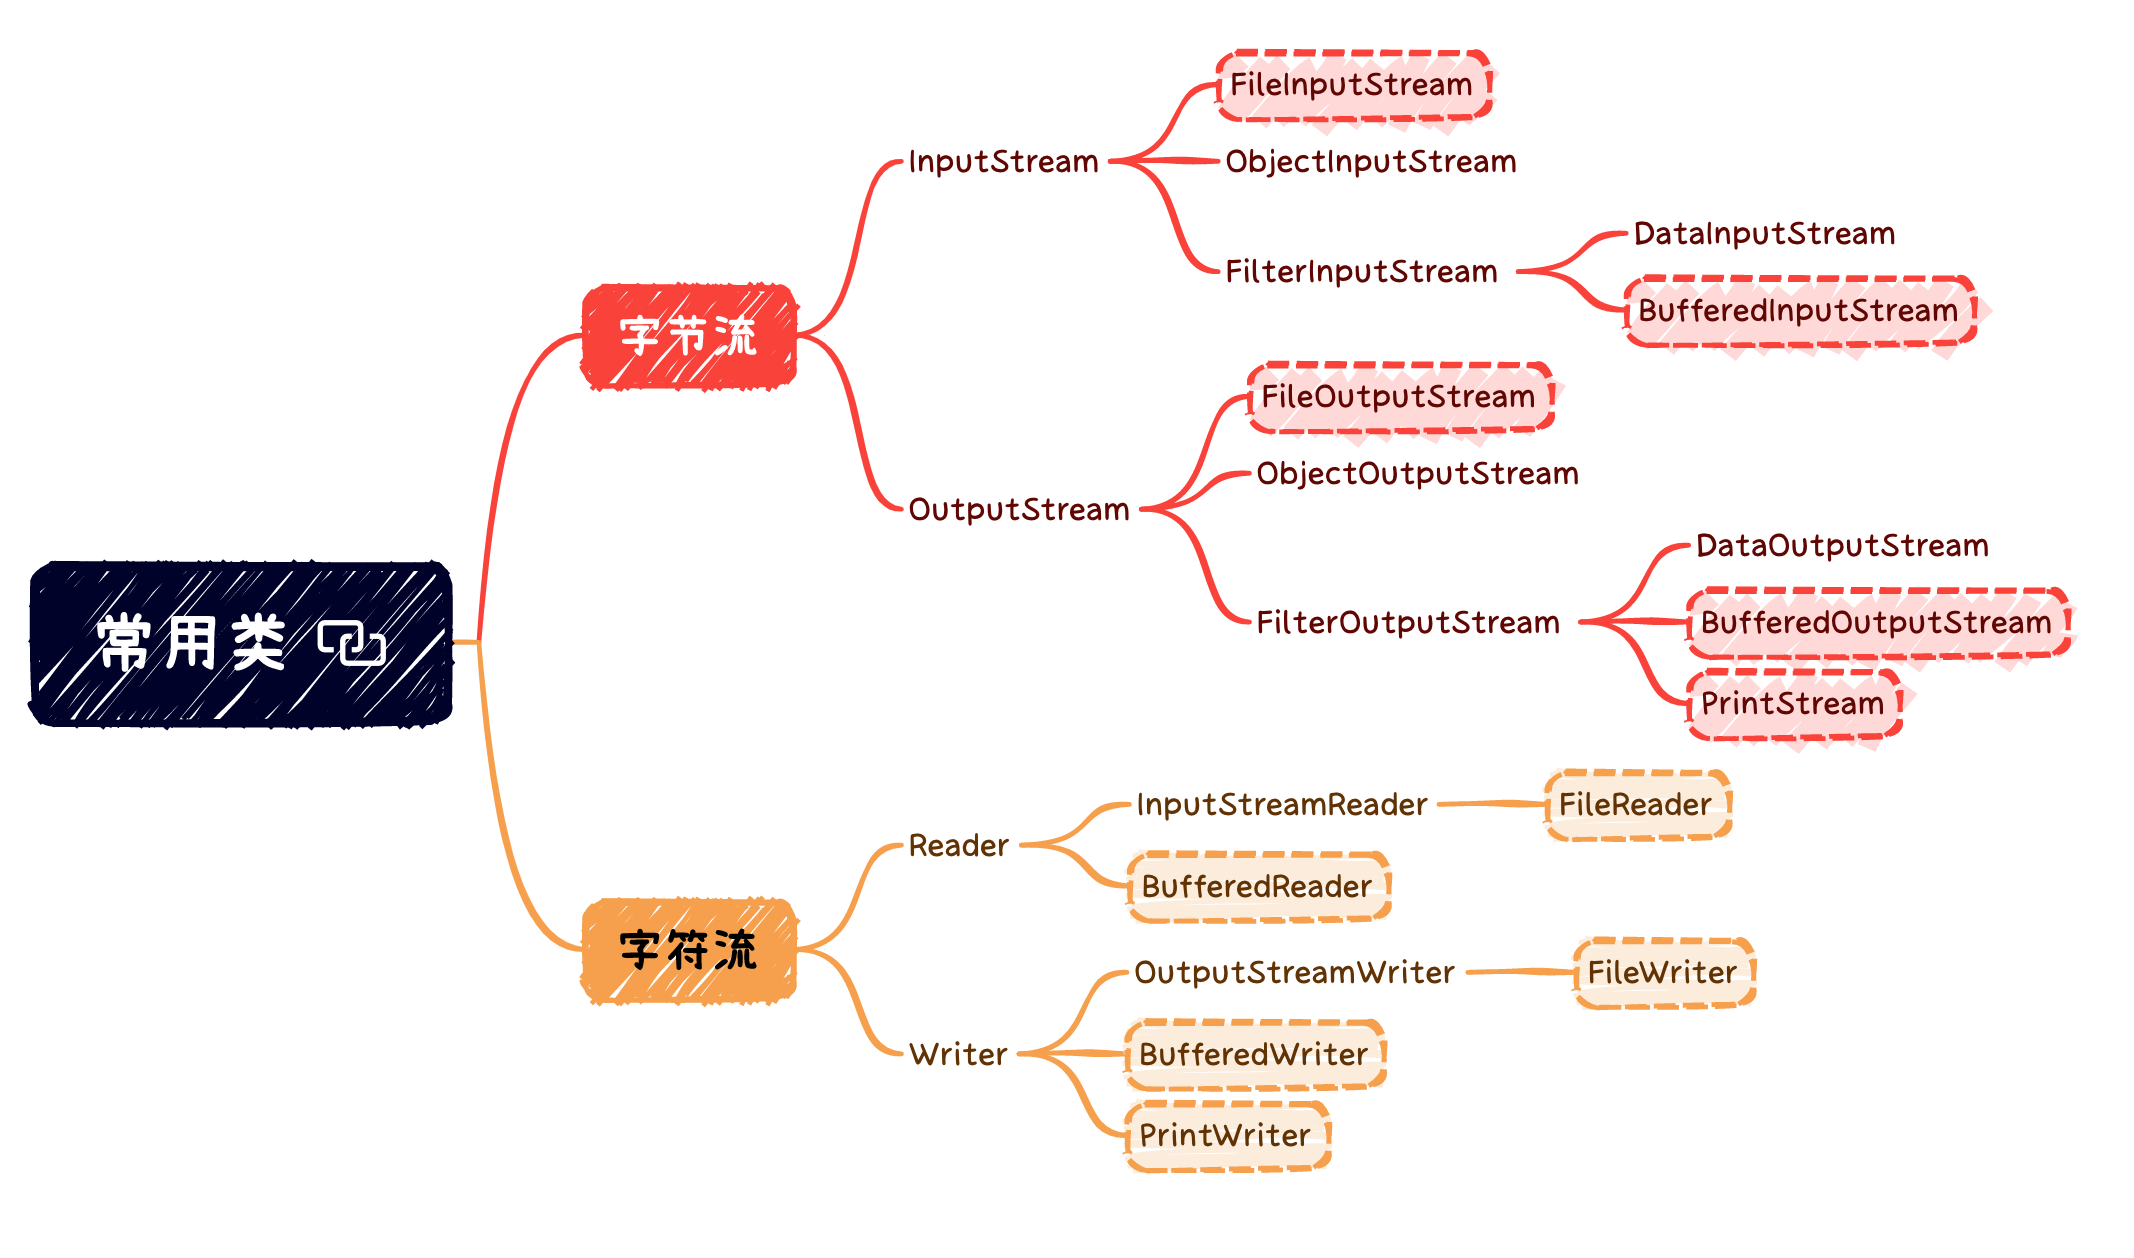 常用类
字节流
InputStream
FileInputStream
ObjectInputStream
FilterInputStream
DataInputStream
BufferedInputStream
OutputStream
FileOutputStream
ObjectOutputStream
FilterOutputStream
DataOutputStream
BufferedOutputStream
PrintStream
字符流
Reader
InputStreamReader
FileReader
BufferedReader
Writer
OutputStreamWriter
FileWriter
BufferedWriter
PrintWriter